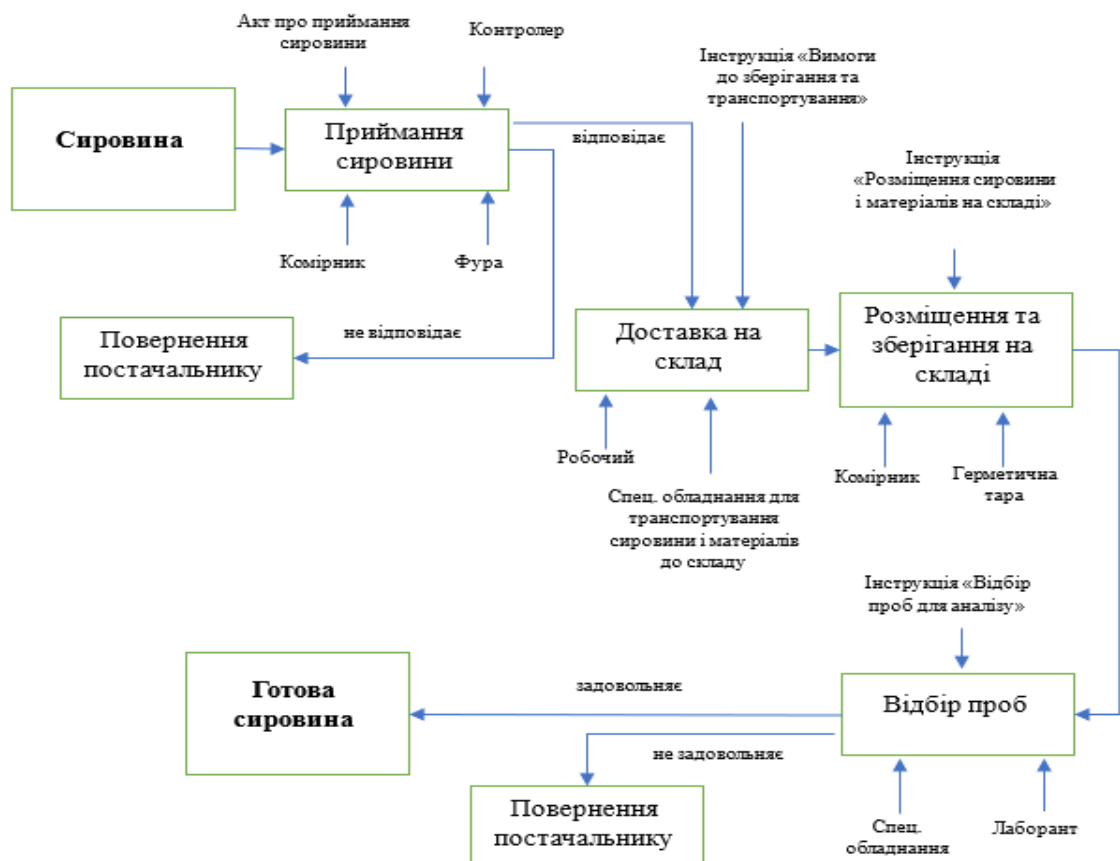 Акт про приймання
сировини
Контролер
Інструкція «Вимоги
до зберігання та
транспортування»
Сировина
Приймання
сировини
відповідає
Інструкція
«Розміщення сировини
і матеріалів на складі»
Комірник
Фура
не відповідає
Повернення
постачальнику
Доставка на
склад
Розміщення та
зберігання на
складі
Робочий
Спец. обладнання для
транспортування
сировини і матеріалів
до складу
Комірник
Герметична
тара
Інструкція «Відбір
проб для аналізу»
Готова
сировина
задовольняє
Відбір проб
не задовольняє
Повернення
постачальнику
Спец.
обладнання
Лаборант